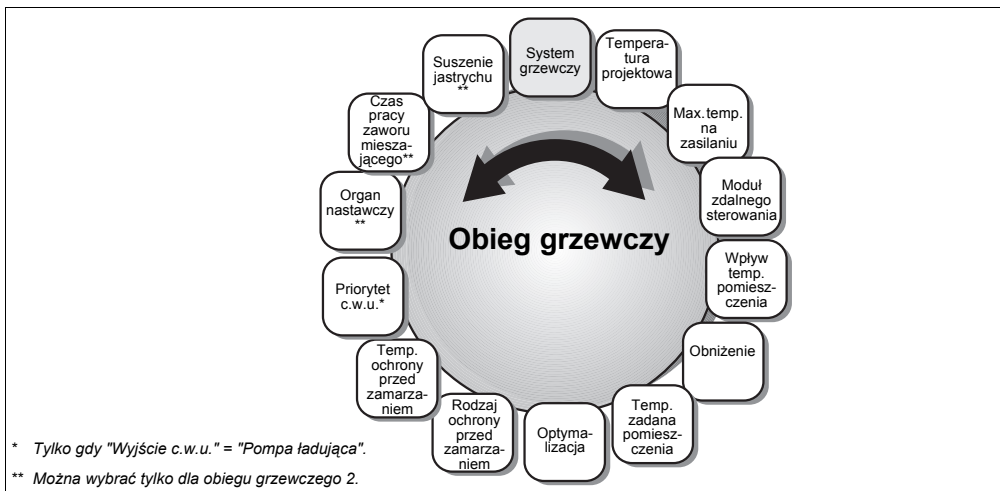 System
grzewczy
Tempera-
tura
projektowa
Max.temp.
na
zasilaniu
Moduł
zdalnego
sterowania
Wpływ
temp.
pomiesz-
czenia
Obniżenie
Temp.
zadana
pomiesz-
czenia
Optyma-
lizacja
Rodzaj
ochrony
przed
zamarza-
niem
Temp.
ochrony
przed
zamarza-
niem
Priorytet
c.w.u.*
Organ
nastawczy
**
Czas
pracy
zaworu
miesza-
jącego**
Suszenie
jastrychu
**
Obieg grzewczy
* Tylko gdy "Wyjście c.w.u." = "Pompa ładująca".
** Można wybrać tylko dla obiegu grzewczego 2.